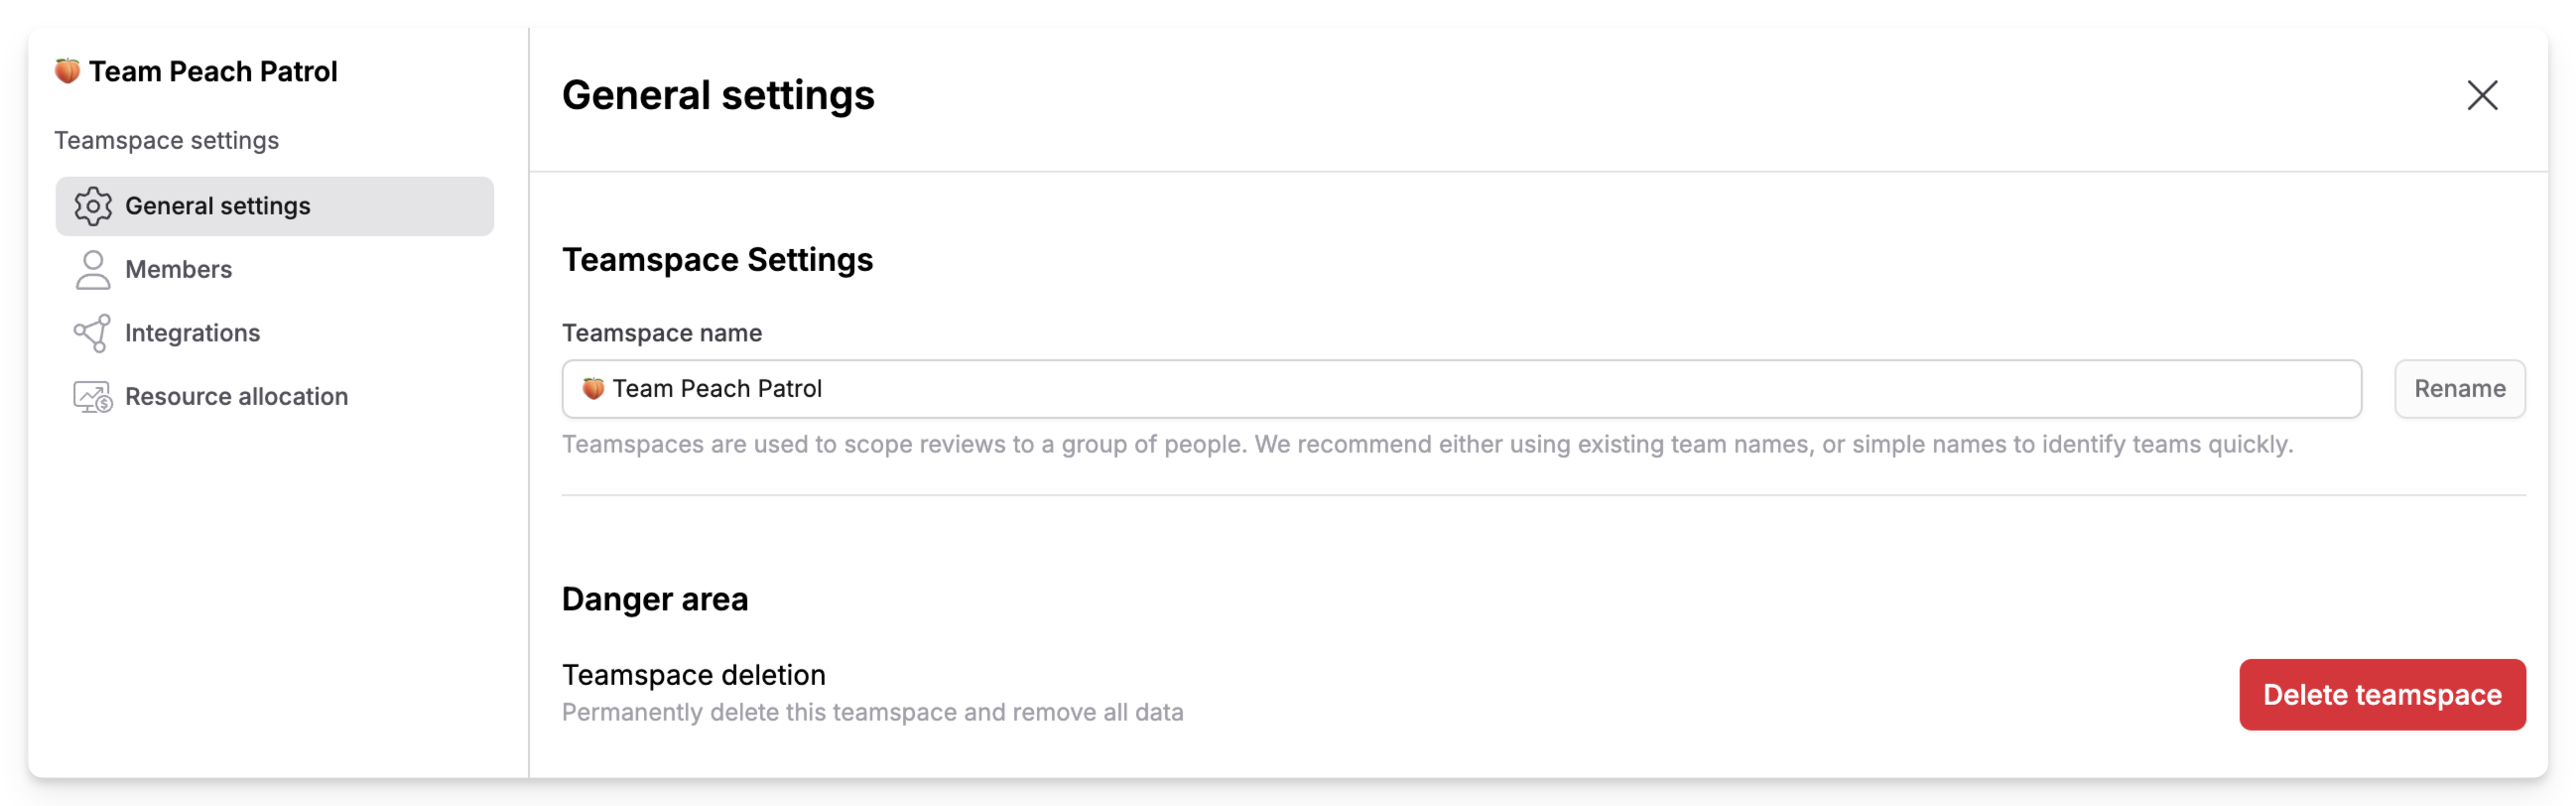 🍑 Team Peach Patrol
Teamspace settings
General settings
Members
Integrations
Resource allocation
General settings
Teamspace Settings
Teamspace name
🍑 Team Peach Patrol
Rename
Teamspaces are used to scope reviews to a group of people. We recommend either using existing team names, or simple names to identify teams quickly.
Danger area
Teamspace deletion
Permanently delete this teamspace and remove all data
Delete teamspace